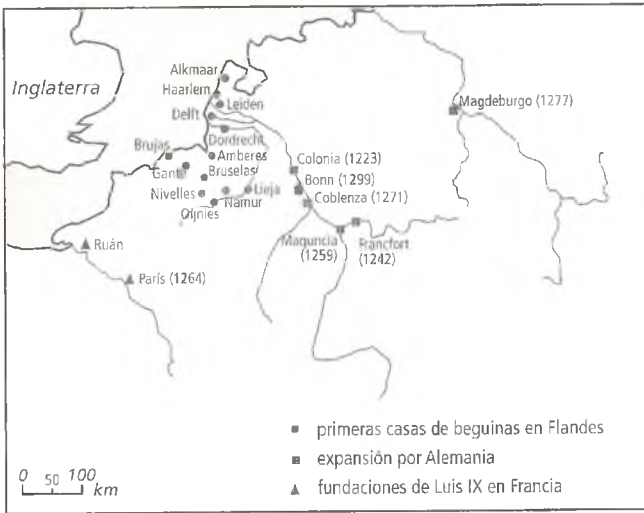 Inglaterra
Alkmaar
Haarlern
Leiden
Delft
Dordrecht
Brujas
Amberes
Gante
Bruselas
Nivelles
Lieja
Namur
Oijnies
Colonia (1223)
Bonn (1299)
Coblenza (1271)
Magdeburgo (1277)
Maguncia
(1259)
Francfort
(1242)
Ruán
París (1264)
primeras casas de beguinas en Flandes
expansión por Alemania
fundaciones de Luis IX en Francia
0 50 100
km